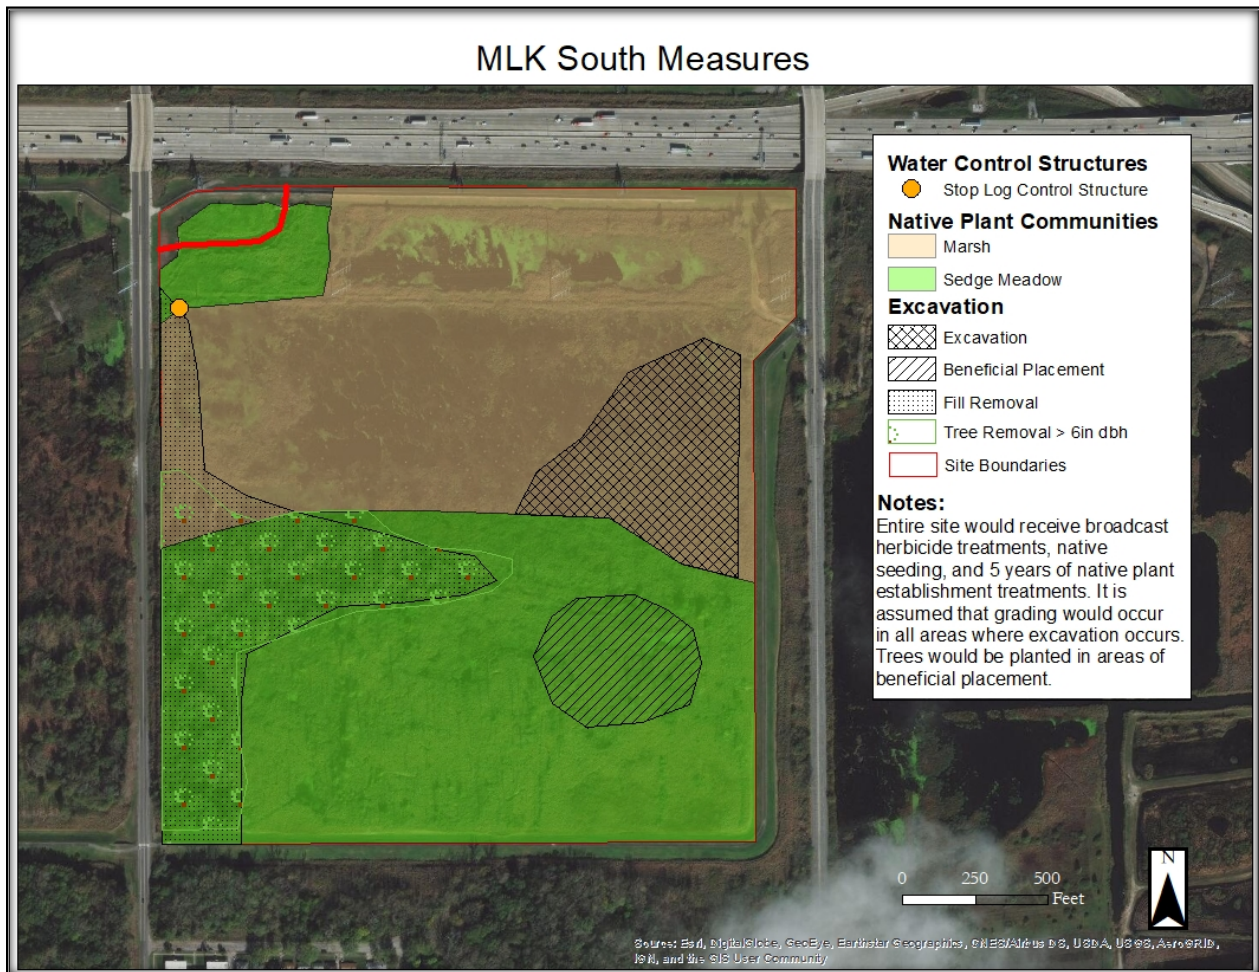 MLK South Measures
Water Control Structures
Stop Log Control Structure
Native Plant Communities
Marsh
Sedge Meadow
Excavation
Excavation
Beneficial Placement
Fill Removal
Tree Removal > 6in dbh
Site Boundaries
Notes:
Entire site would receive broadcast
herbicide treatments, native
seeding, and 5 years of native plant
establishment treatments. It is
assumed that grading would occur
in all areas where excavation occurs.
Trees would be planted in areas of
beneficial placement.
N
0 250 500
Feet
Source: Esri, DigitalGlobe, GeoEye, Earthstar Geographics, CNES/Airbus DS, USDA, USGS, AeroGRID,
IGN, and the GIS User Community